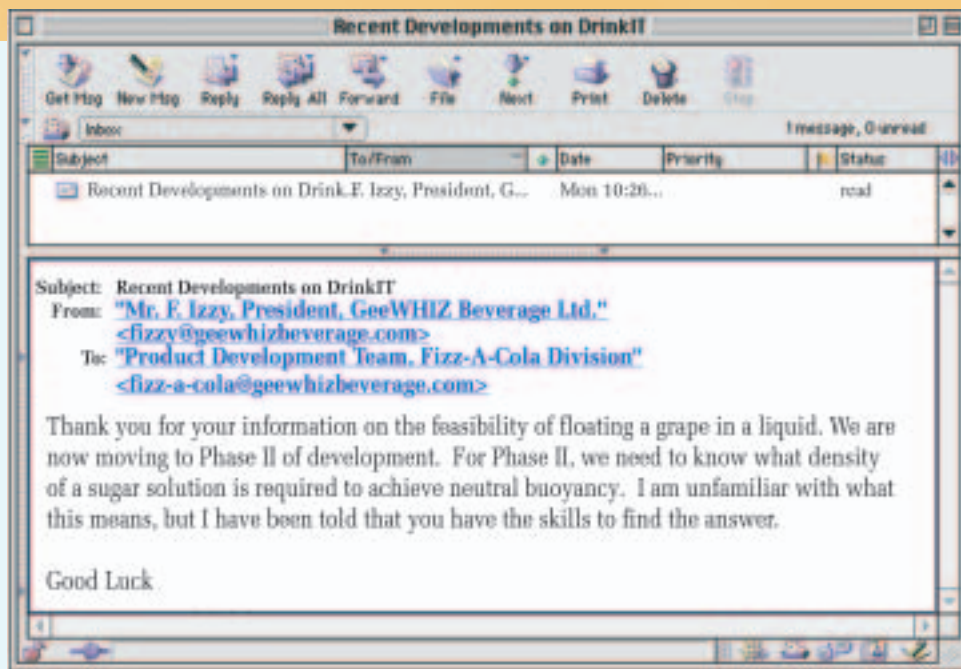 Recent Developments on DrinkIT
Get Msg New Msg Reply Reply All Forward File Next Print Delete Stop
Inbox 1 message, 0 unread
Subject To/From Date Priority Status
Recent Developments on Drink.F. Izzy, President, G... Mon 10:26... read
Subject: Recent Developments on DrinkIT
From: "Mr. F. Izzy, President, GeeWHIZ Beverage Ltd."
<fizzy@geewhizbeverage.com>
To: "Product Development Team, Fizz-A-Cola Division"
<fizz-a-cola@geewhizbeverage.com>
Thank you for your information on the feasibility of floating a grape in a liquid. We are
now moving to Phase II of development. For Phase II, we need to know what density
of a sugar solution is required to achieve neutral buoyancy. I am unfamiliar with what
this means, but I have been told that you have the skills to find the answer.
Good Luck